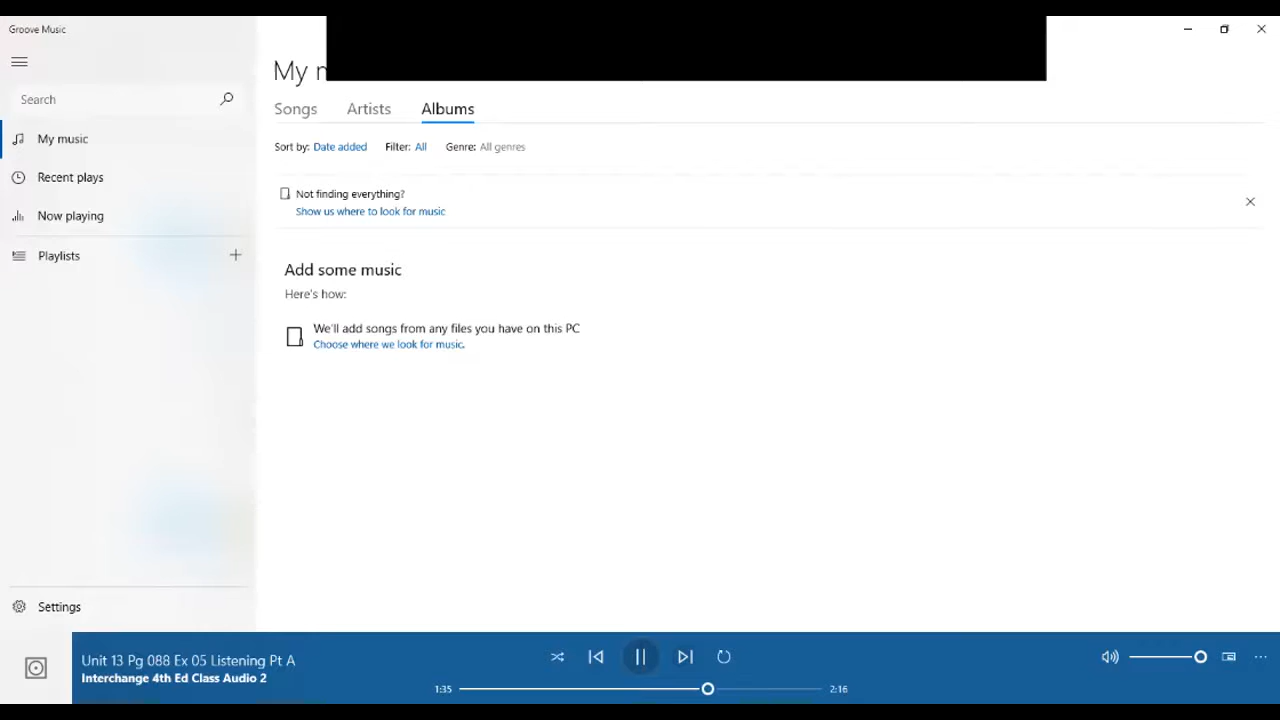 Groove Music
My
Search
Songs Artists Albums
My music
Sort by: Date added Filter: All Genre: All genres
Recent plays
Not finding everything?
Show us where to look for music
Now playing
Playlists
Add some music
Here's how:
We'll add songs from any files you have on this PC
Choose where we look for music.
Settings
Unit 13 Pg 088 Ex 05 Listening Pt A
Interchange 4th Ed Class Audio 2
1:35 2:16